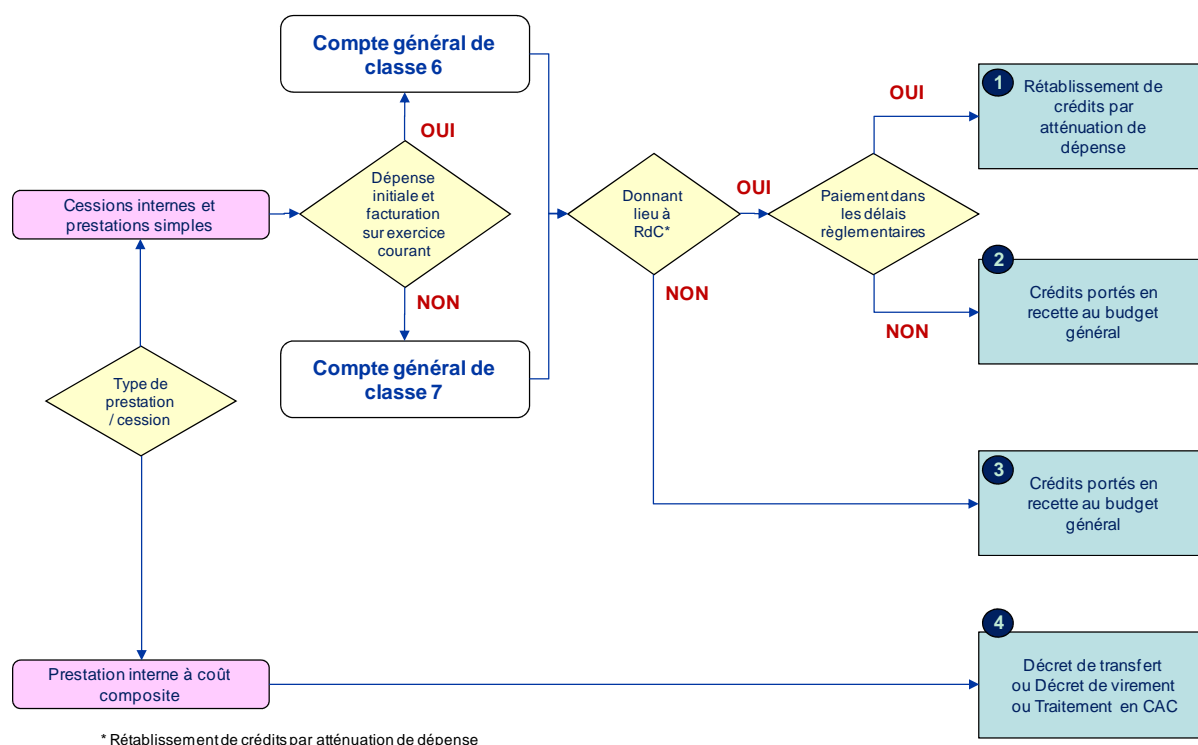 Compte général de
classe 6
1
Rétablissement de
crédits par
atténuation de
dépense
OUI
OUI
Cessions internes et
prestations simples
Dépense
initiale et
facturation
sur exercice
courant
Donnant
lieu à
RdC*
OUI
Paiement dans
les délais
règlementaires
2
Crédits portés en
recette au budget
général
NON
NON
NON
Compte général de
classe 7
Type de
prestation
/ cession
3
Crédits portés en
recette au budget
général
4
Décret de transfert
ou Décret de virement
ou Traitement en CAC
Prestation interne à coût
composite
* Rétablissement de crédits par atténuation de dépense